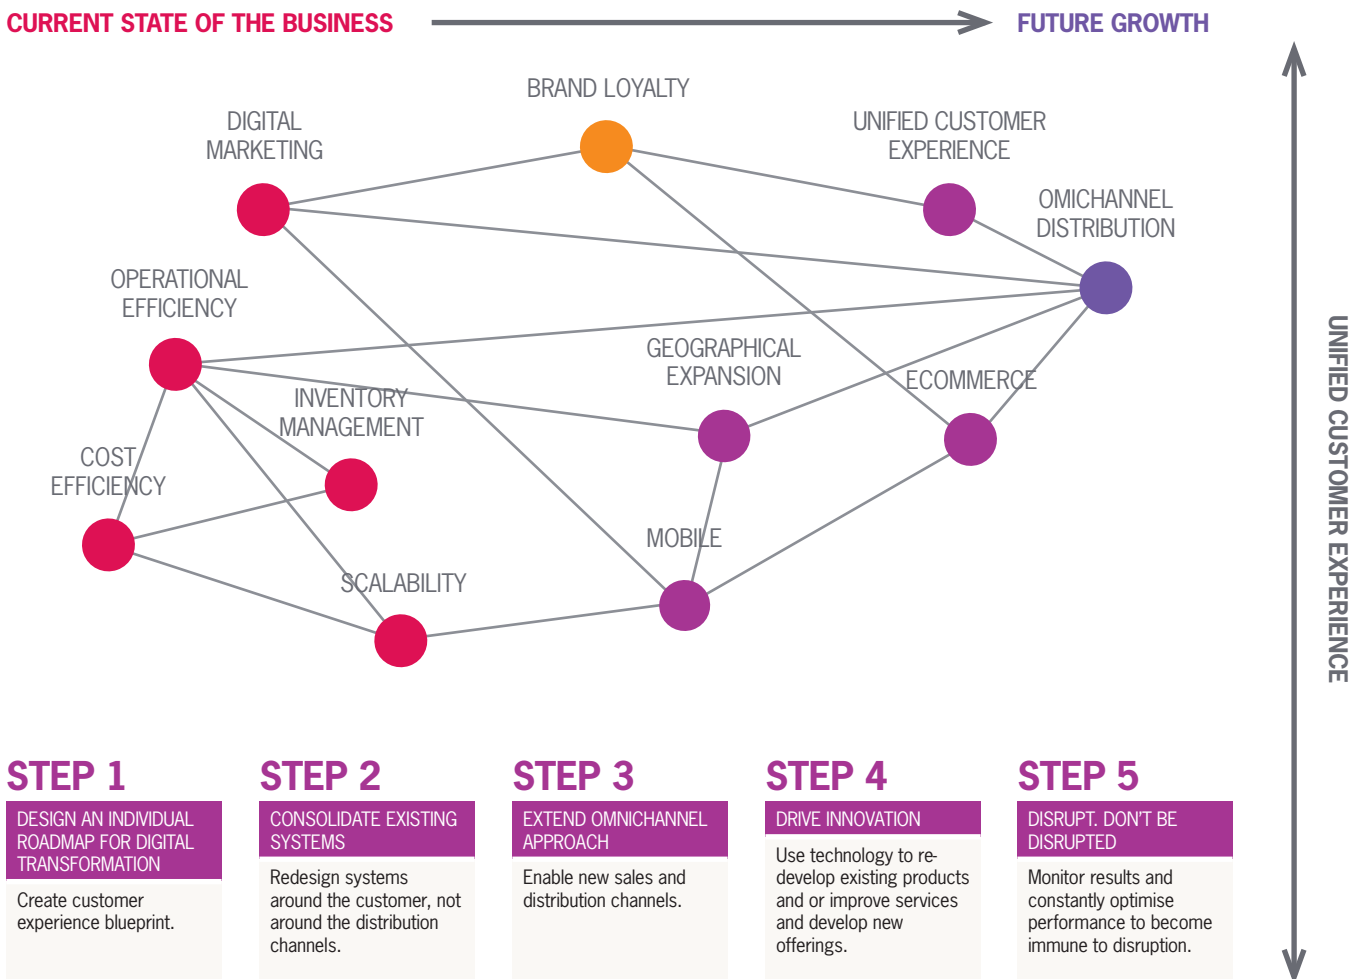 CURRENT STATE OF THE BUSINESS
FUTURE GROWTH
BRAND LOYALTY
DIGITAL
MARKETING
UNIFIED CUSTOMER
EXPERIENCE
OMICHANNEL
DISTRIBUTION
OPERATIONAL
EFFICIENCY
GEOGRAPHICAL
EXPANSION
ECOMMERCE
INVENTORY
MANAGEMENT
COST
EFFICIENCY
MOBILE
SCALABILITY
UNIFIED CUSTOMER EXPERIENCE
STEP 1
DESIGN AN INDIVIDUAL
ROADMAP FOR DIGITAL
TRANSFORMATION
Create customer
experience blueprint.
STEP 2
CONSOLIDATE EXISTING
SYSTEMS
Redesign systems
around the customer, not
around the distribution
channels.
STEP 3
EXTEND OMNICHANNEL
APPROACH
Enable new sales and
distribution channels.
STEP 4
DRIVE INNOVATION
Use technology to re-
develop existing products
and or improve services
and develop new
offerings.
STEP 5
DISRUPT. DON'T BE
DISRUPTED
Monitor results and
constantly optimise
performance to become
immune to disruption.